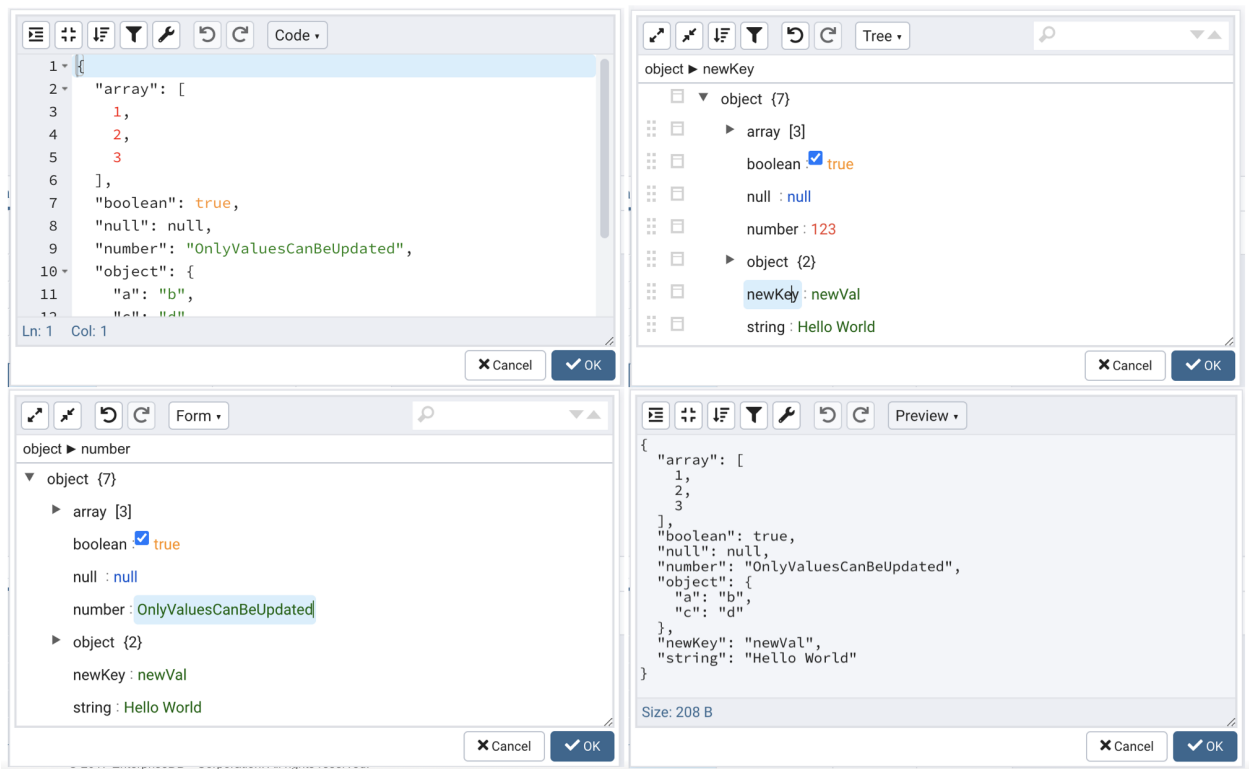 Code
1 {
2 "array": [
3 1,
4 2,
5 3
6 ],
7 "boolean": true,
8 "null": null,
9 "number": "OnlyValuesCanBeUpdated",
10 "object": {
11 "a": "b",
12 "c": "d"
Ln: 1 Col: 1
Cancel OK
Tree
object ► newKey
object {7}
array [3]
boolean : true
null : null
number : 123
object {2}
newKey : newVal
string : Hello World
Cancel OK
Form
object ► number
object {7}
array [3]
boolean : true
null : null
number : OnlyValuesCanBeUpdated
object {2}
newKey : newVal
string : Hello World
Cancel OK
Preview
{
"array": [
1,
2,
3
],
"boolean": true,
"null": null,
"number": "OnlyValuesCanBeUpdated",
"object": {
"a": "b",
"c": "d"
},
"newKey": "newVal",
"string": "Hello World"
}
Size: 208 B
Cancel OK